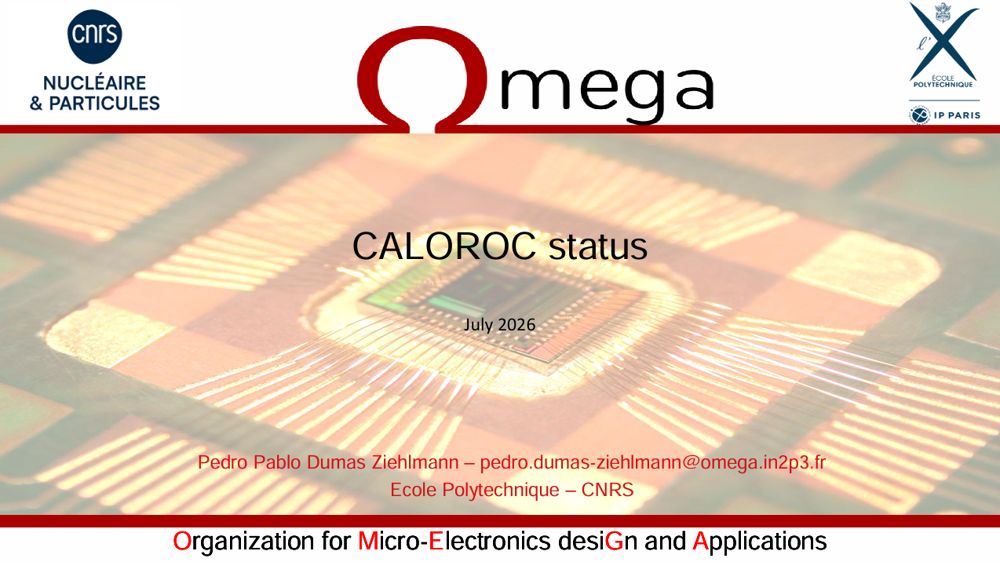 cnrs
NUCLÉAIRE
& PARTICULES
Ωmega
l'
ÉCOLE
POLYTECHNIQUE
IP PARIS
CALOROC status
July 2026
Pedro Pablo Dumas Ziehlmann – pedro.dumas-ziehlmann@omega.in2p3.fr
Ecole Polytechnique – CNRS
Organization for Micro-Electronics desiGn and Applications